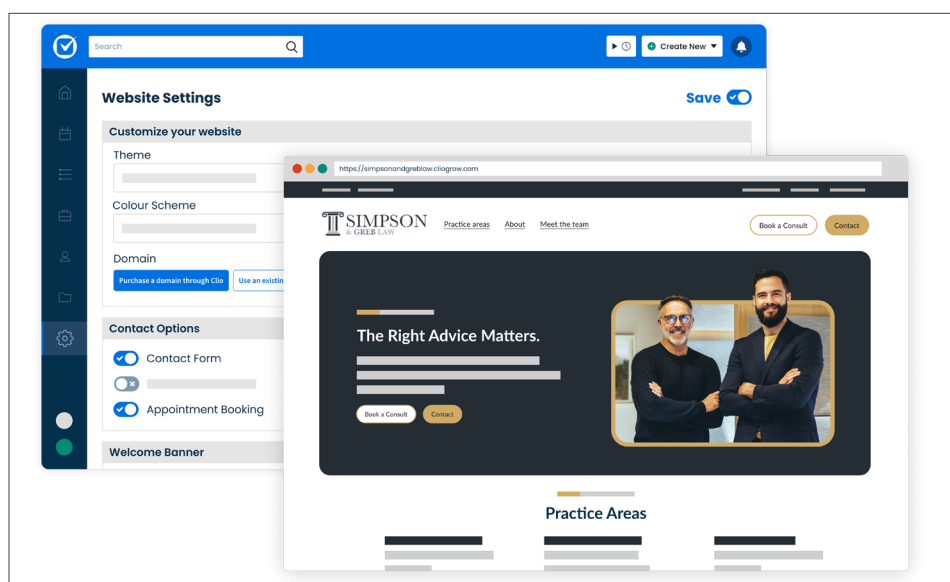 Search
Create New
Website Settings
Save
Customize your website
Theme
Colour Scheme
Domain
Purchase a domain through Clio
Use an existin
Contact Options
Contact Form
Appointment Booking
Welcome Banner
https://simpsonandgreblaw.cliogrow.com
SIMPSON
& GREB LAW
Practice areas
About
Meet the team
Book a Consult
Contact
The Right Advice Matters.
Book a Consult
Contact
Practice Areas